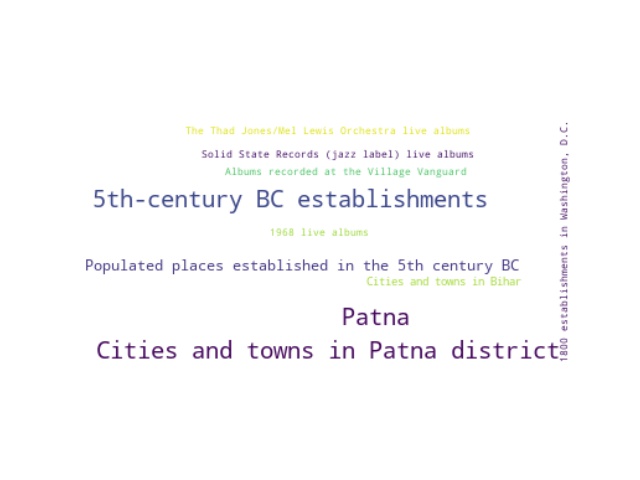 The Thad Jones/Mel Lewis Orchestra live albums
Solid State Records (jazz label) live albums
Albums recorded at the Village Vanguard
5th-century BC establishments
1968 live albums
Populated places established in the 5th century BC
Cities and towns in Bihar
Patna
Cities and towns in Patna district
1800 establishments in Washington, D.C.